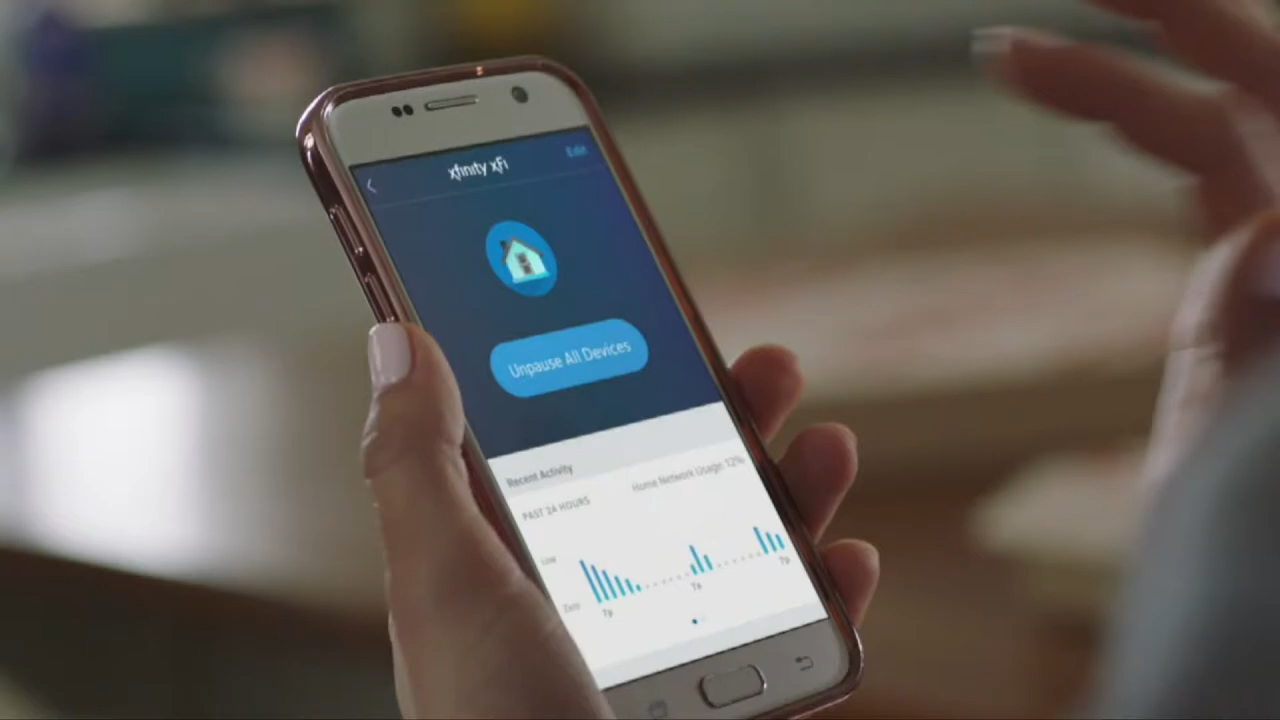 xfinity xFi
Edit
Unpause All Devices
Recent Activity
PAST 24 HOURS
Home Network Usage: 12%
Low
Zero
7p
7p
7p